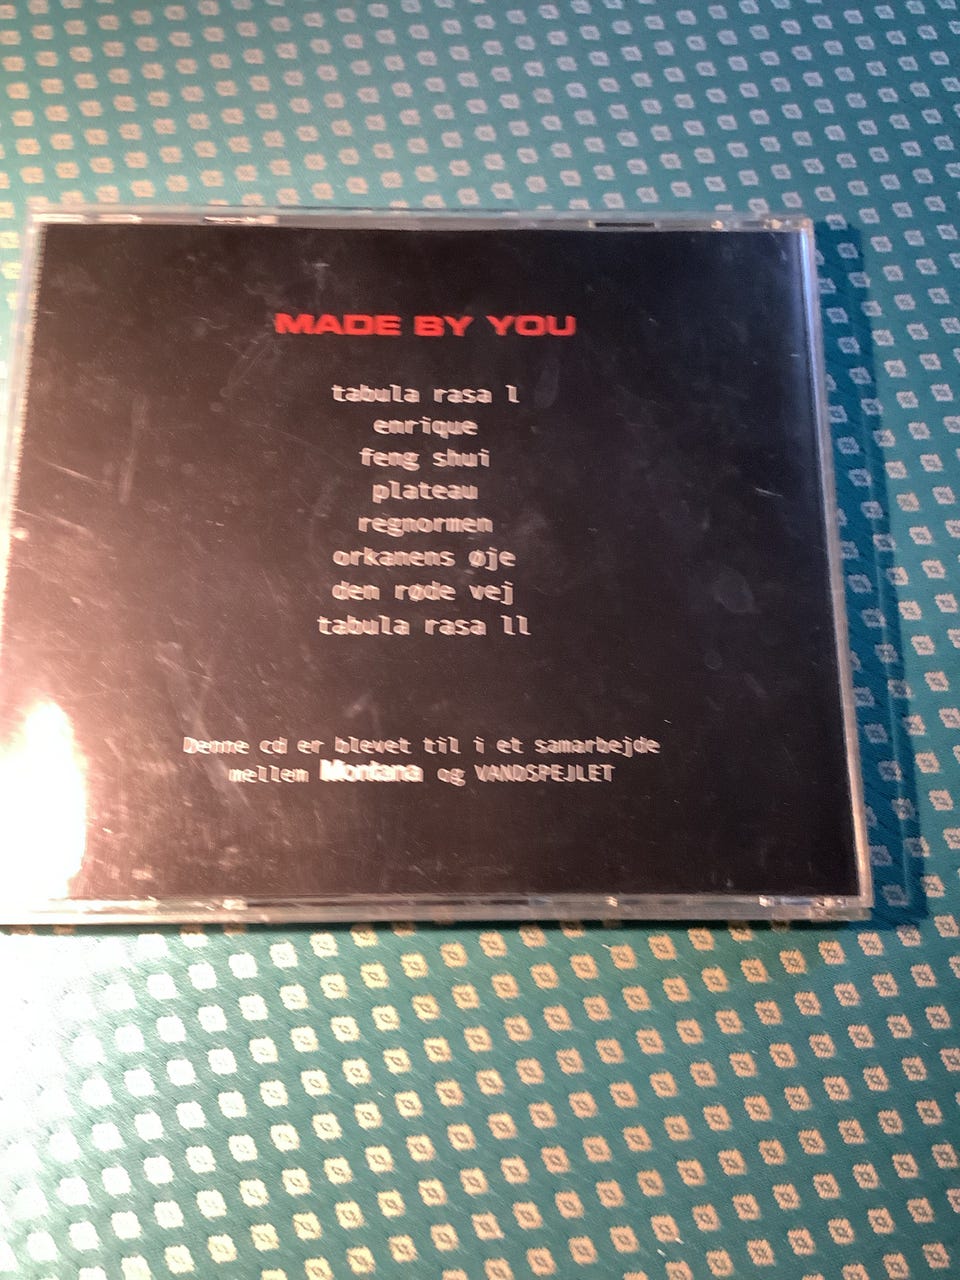 MADE BY YOU
tabula rasa l
enrique
feng shui
plateau
regnormen
orkanens øje
den røde vej
tabula rasa ll
Denne cd er blevet til i et samarbejde
mellem Montana og VANDSPEJLET